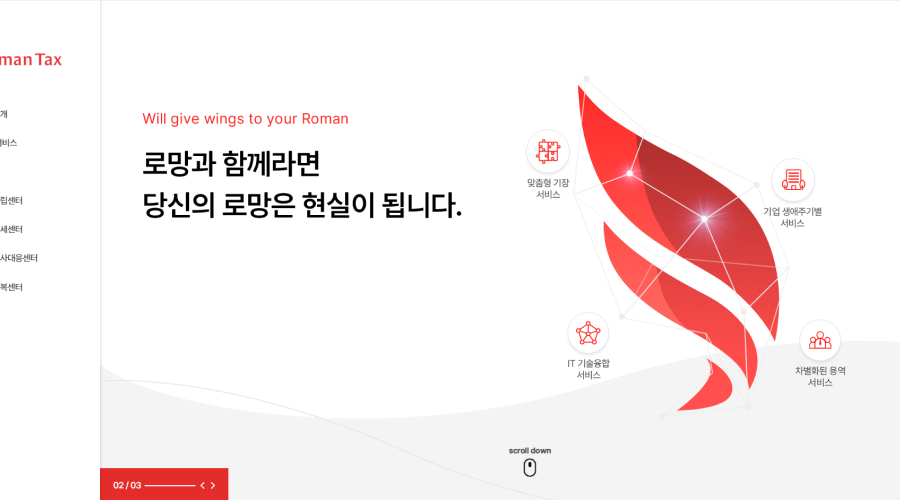 man Tax
개
비스
립센터
세센터
사대응센터
복센터
Will give wings to your Roman
로망과 함께라면
당신의 로망은 현실이 됩니다.
맞춤형 기장
서비스
기업 생애주기별
서비스
IT 기술융합
서비스
차별화된 용역
서비스
scroll down
02 / 03